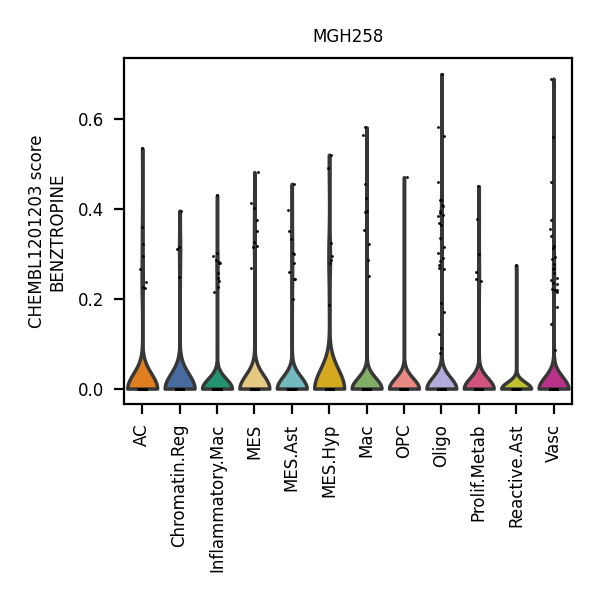 MGH258
CHEMBL1201203 score
BENZTROPINE
0.6
0.4
0.2
0.0
AC
Chromatin.Reg
Inflammatory.Mac
MES
MES.Ast
MES.Hyp
Mac
OPC
Oligo
Prolif.Metab
Reactive.Ast
Vasc